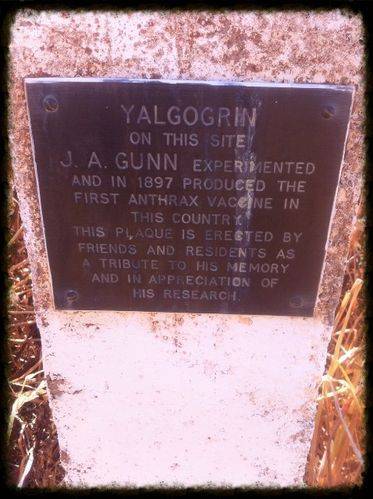 YALGOGRIN
ON THIS SITE
J. A. GUNN EXPERIMENTED
AND IN 1897 PRODUCED THE
FIRST ANTHRAX VACCINE IN
THIS COUNTRY.
THIS PLAQUE IS ERECTED BY
FRIENDS AND RESIDENTS AS
A TRIBUTE TO HIS MEMORY
AND IN APPRECIATION OF
HIS RESEARCH.